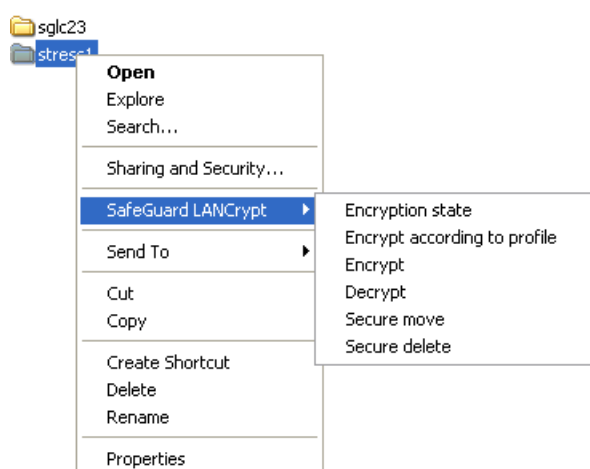 sglc23
stress1
Open
Explore
Search...
Sharing and Security...
SafeGuard LANCrypt
Send To
Cut
Copy
Create Shortcut
Delete
Rename
Properties
Encryption state
Encrypt according to profile
Encrypt
Decrypt
Secure move
Secure delete